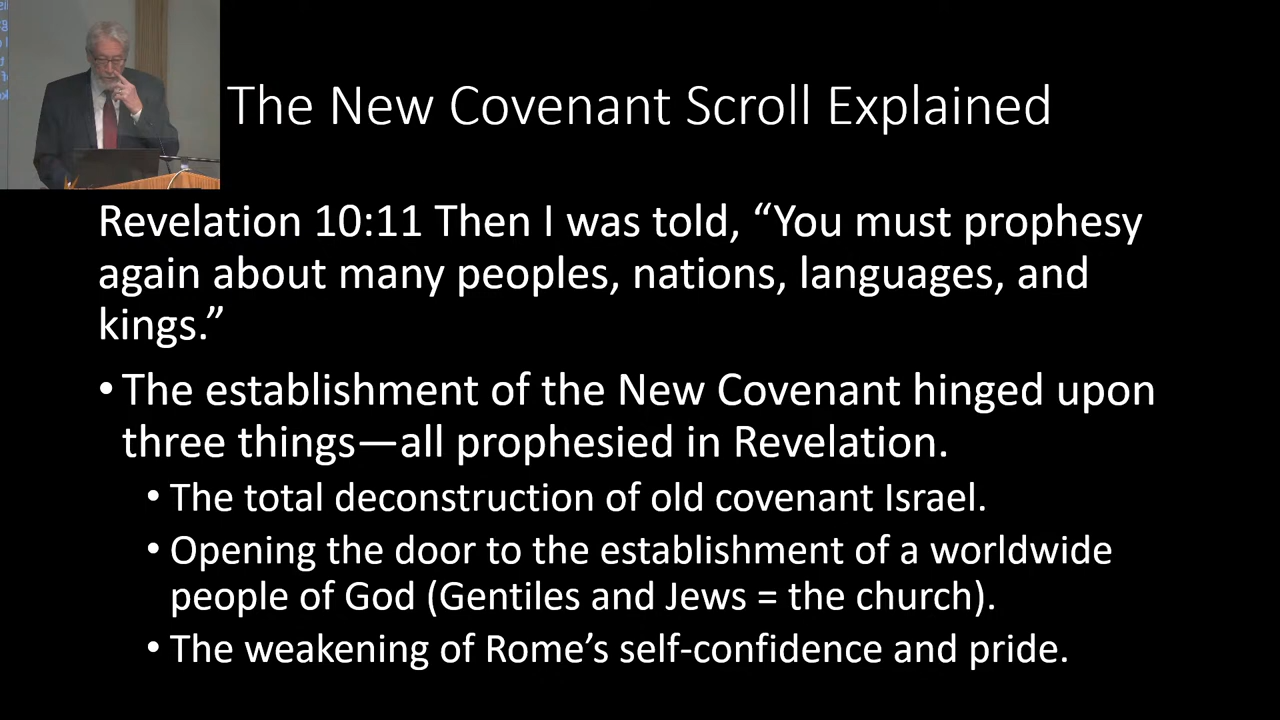 The New Covenant Scroll Explained
Revelation 10:11 Then I was told, “You must prophesy
again about many peoples, nations, languages, and
kings.”
• The establishment of the New Covenant hinged upon
three things—all prophesied in Revelation.
• The total deconstruction of old covenant Israel.
• Opening the door to the establishment of a worldwide
people of God (Gentiles and Jews = the church).
• The weakening of Rome’s self-confidence and pride.